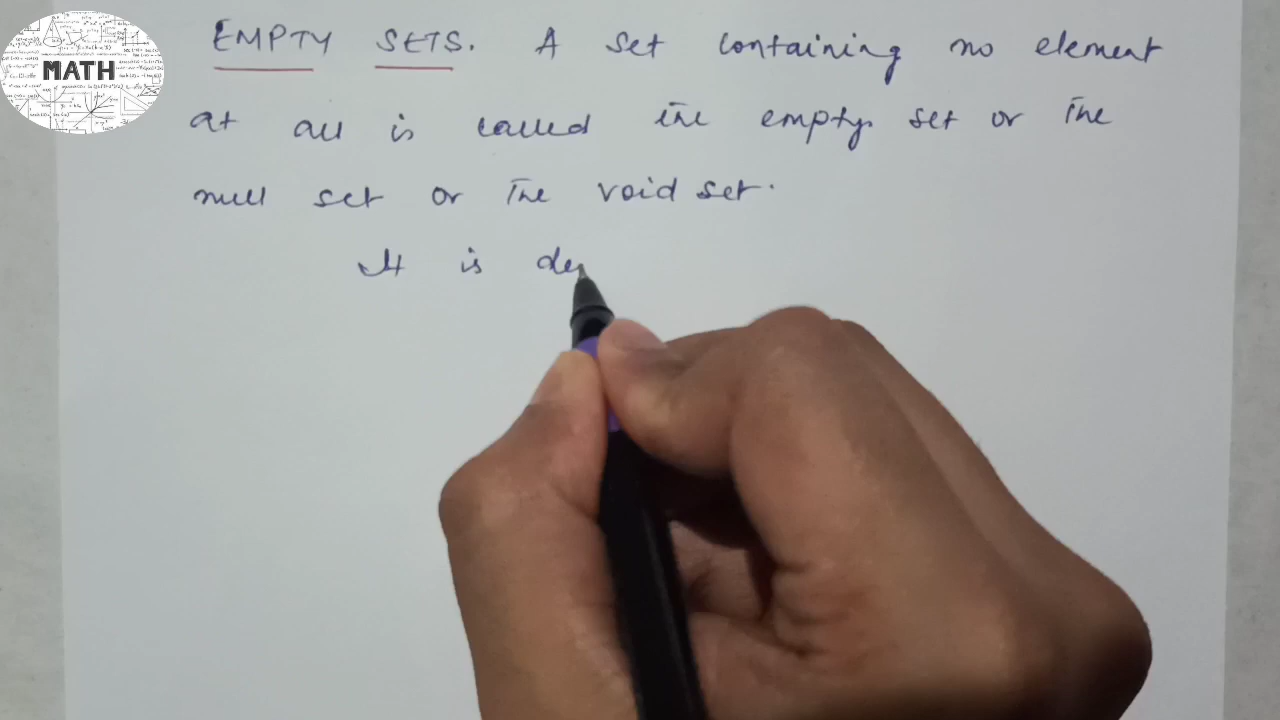 MATH
EMPTY SETS. A set containing no element
at all is called the empty set or the
null set or the void set.
It is de